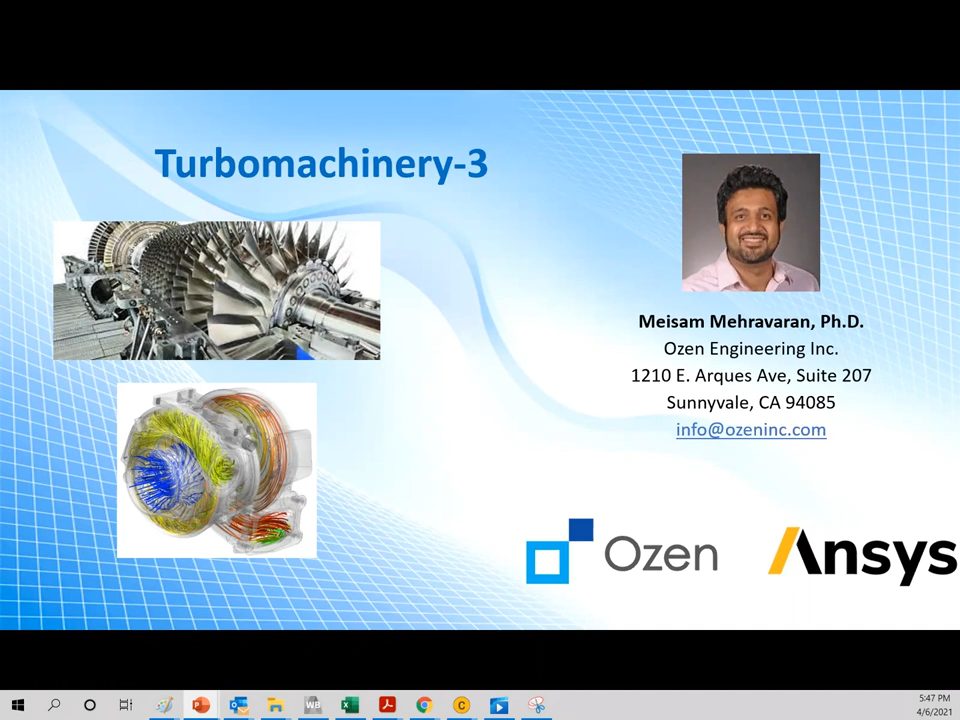 Turbomachinery-3
Meisam Mehravaran, Ph.D.
Ozen Engineering Inc.
1210 E. Arques Ave, Suite 207
Sunnyvale, CA 94085
info@ozeninc.com
Ozen
Ansys
WB
5:47 PM
4/6/2021